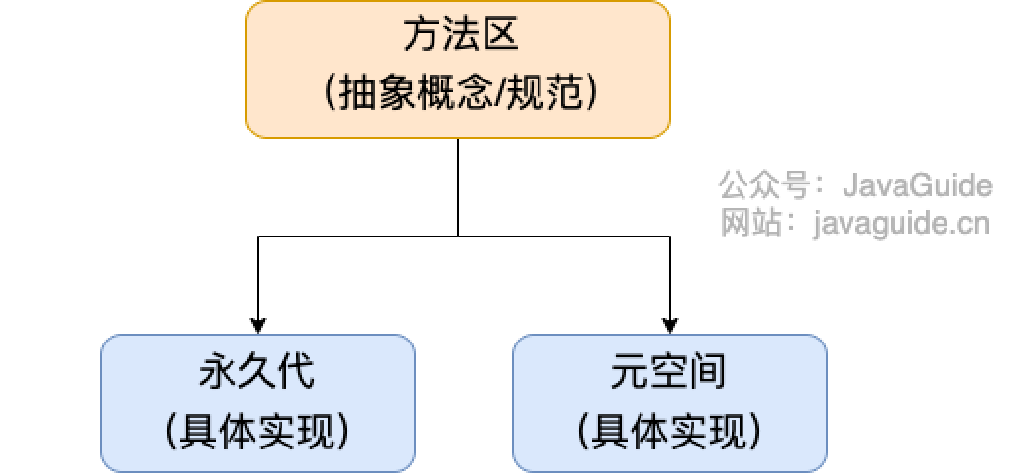 方法区
（抽象概念/规范）
公众号：JavaGuide
网站：javaguide.cn
永久代
（具体实现）
元空间
（具体实现）